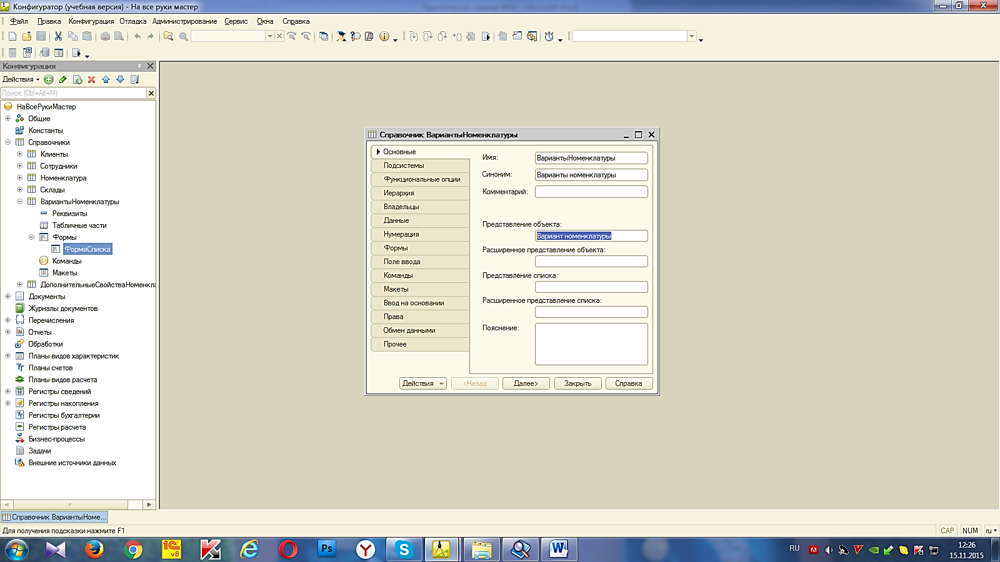 Конфигуратор (учебная версия) - На все руки мастер
Файл Правка Конфигурация Отладка Администрирование Сервис Окна Справка
Конфигурация
Действия
Поиск (Ctrl+Alt+M)
НаВсеРукиМастер
Общие
Константы
Справочники
Клиенты
Сотрудники
Номенклатура
Склады
ВариантыНоменклатуры
Реквизиты
Табличные части
Формы
ФормаСписка
Команды
Макеты
ДополнительныеСвойстваНоменкла
Документы
Журналы документов
Перечисления
Отчеты
Обработки
Планы видов характеристик
Планы счетов
Планы видов расчета
Регистры сведений
Регистры накопления
Регистры бухгалтерии
Регистры расчета
Бизнес-процессы
Задачи
Внешние источники данных
Справочник ВариантыНоменклатуры
Основные
Подсистемы
Функциональные опции
Иерархия
Владельцы
Данные
Нумерация
Формы
Поле ввода
Команды
Макеты
Ввод на основании
Права
Обмен данными
Прочее
Имя: ВариантыНоменклатуры
Синоним: Варианты номенклатуры
Комментарий:
Представление объекта:
Вариант номенклатуры
Расширенное представление объекта:
Представление списка:
Расширенное представление списка:
Пояснение:
Действия <Назад Далее> Закрыть Справка
Справочник ВариантыНоме...
Для получения подсказки нажмите F1
CAP NUM ru
1С v8 Ps RU
12:26
15.11.2015